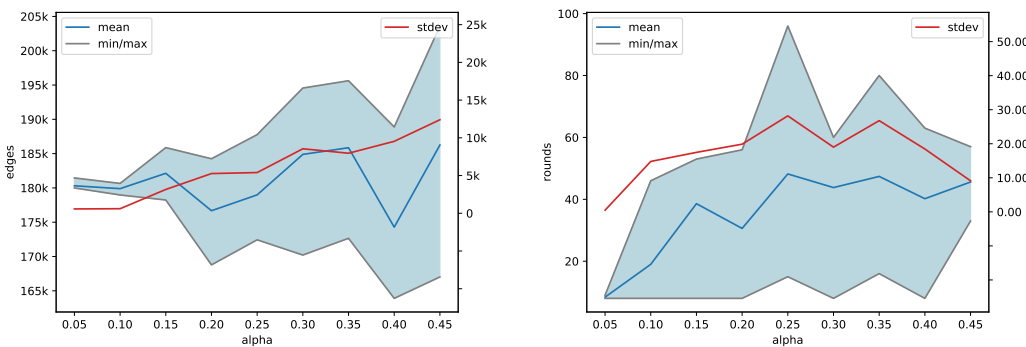 mean
min/max
stdev
205k
200k
195k
190k
185k
180k
175k
170k
165k
edges
25k
20k
15k
10k
5k
0
0.05 0.10 0.15 0.20 0.25 0.30 0.35 0.40 0.45
alpha
mean
min/max
stdev
100
80
60
40
20
rounds
50.00
40.00
30.00
20.00
10.00
0.00
0.05 0.10 0.15 0.20 0.25 0.30 0.35 0.40 0.45
alpha